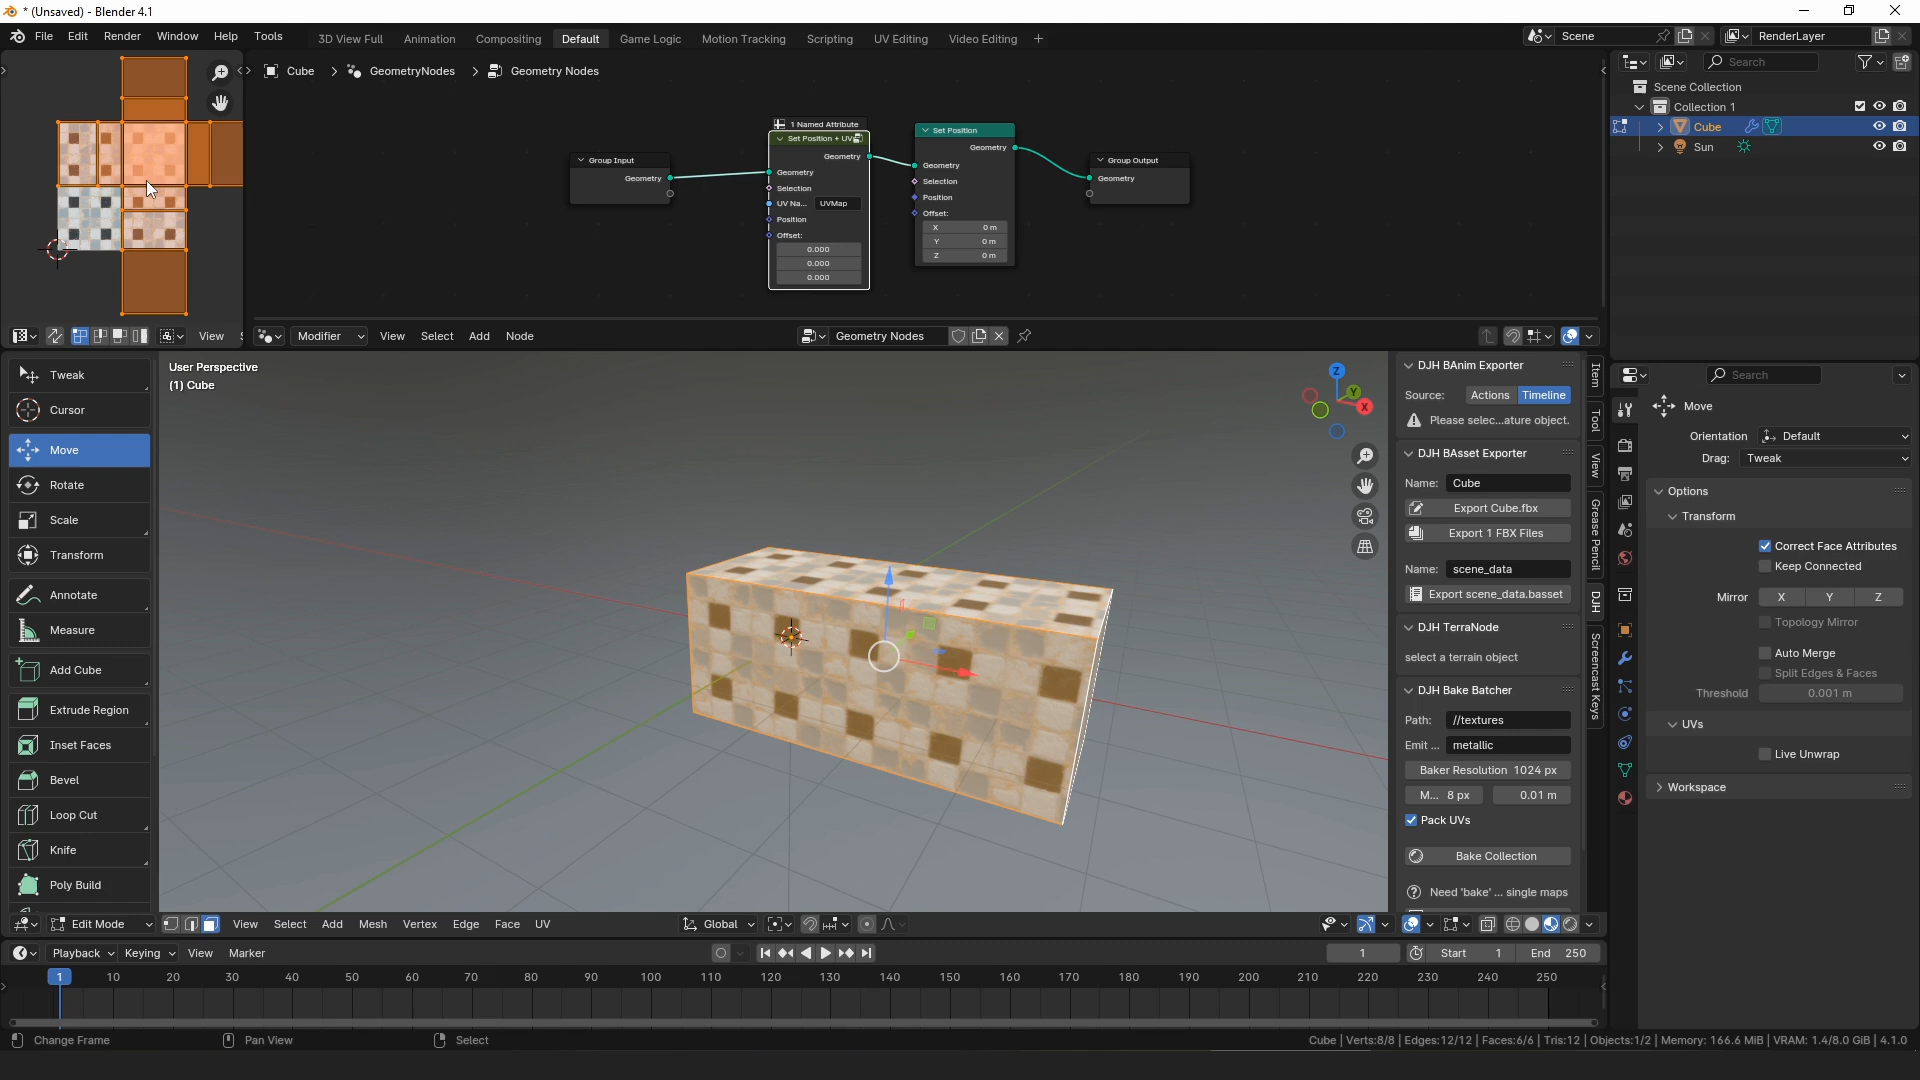 * (Unsaved) - Blender 4.1
File Edit Render Window Help Tools
3D View Full Animation Compositing Default Game Logic Motion Tracking Scripting UV Editing Video Editing +
Scene
RenderLayer
Cube > GeometryNodes > Geometry Nodes
Search
Scene Collection
Collection 1
Cube
Sun
Group Input
Geometry
1 Named Attribute
Set Position + UV
Geometry
Geometry
Selection
UV Na... UVMap
Position
Offset:
0.000
0.000
0.000
Set Position
Geometry
Geometry
Selection
Position
Offset:
X 0 m
Y 0 m
Z 0 m
Group Output
Geometry
View
Modifier View Select Add Node
Geometry Nodes
Tweak
Cursor
Move
Rotate
Scale
Transform
Annotate
Measure
Add Cube
Extrude Region
Inset Faces
Bevel
Loop Cut
Knife
Poly Build
User Perspective
(1) Cube
Z
Y
X
DJH BAnim Exporter
Source: Actions Timeline
Please selec...ature object.
DJH BAsset Exporter
Name: Cube
Export Cube.fbx
Export 1 FBX Files
Name: scene_data
Export scene_data.basset
DJH TerraNode
select a terrain object
DJH Bake Batcher
Path: //textures
Emit ... metallic
Baker Resolution 1024 px
M... 8 px 0.01 m
Pack UVs
Bake Collection
Need 'bake' ... single maps
Item
Tool
View
Grease Pencil
DJH
Screencast Keys
Search
Move
Orientation Default
Drag: Tweak
Options
Transform
Correct Face Attributes
Keep Connected
Mirror X Y Z
Topology Mirror
Auto Merge
Split Edges & Faces
Threshold 0.001 m
UVs
Live Unwrap
Workspace
Edit Mode View Select Add Mesh Vertex Edge Face UV
Global
Playback Keying View Marker
1 Start 1 End 250
1 10 20 30 40 50 60 70 80 90 100 110 120 130 140 150 160 170 180 190 200 210 220 230 240 250
Change Frame Pan View Select
Cube | Verts:8/8 | Edges:12/12 | Faces:6/6 | Tris:12 | Objects:1/2 | Memory: 166.6 MiB | VRAM: 1.4/8.0 GiB | 4.1.0